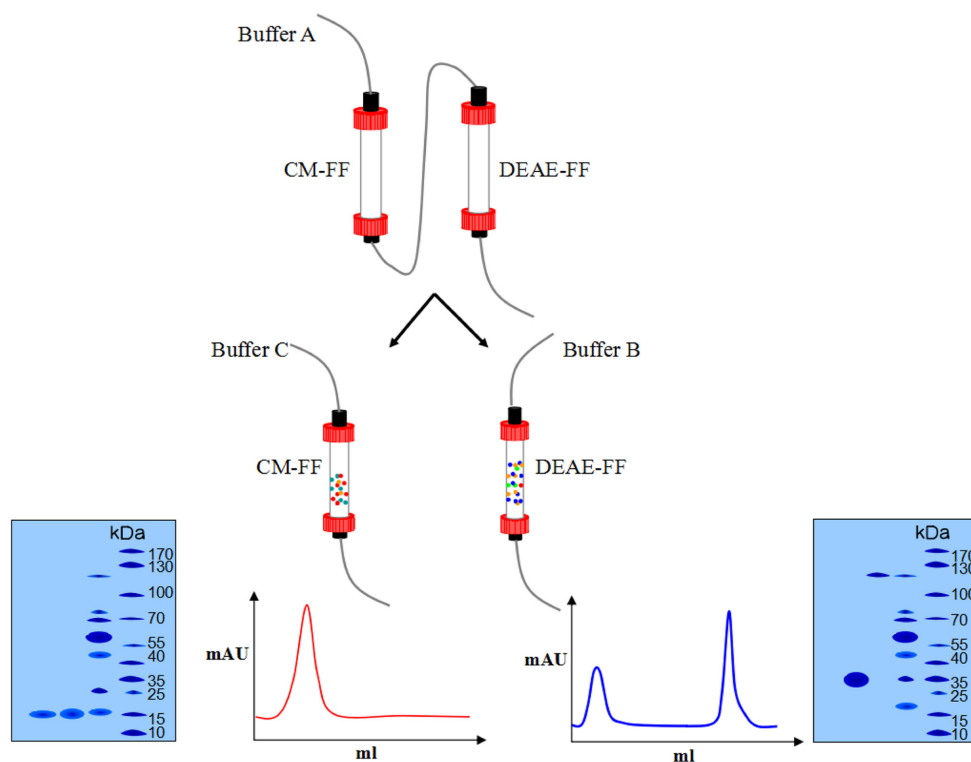 Buffer A
CM-FF
DEAE-FF
Buffer C
Buffer B
CM-FF
DEAE-FF
kDa
170
130
100
70
55
40
35
25
15
10
mAU
ml
mAU
ml
kDa
170
130
100
70
55
40
35
25
15
10